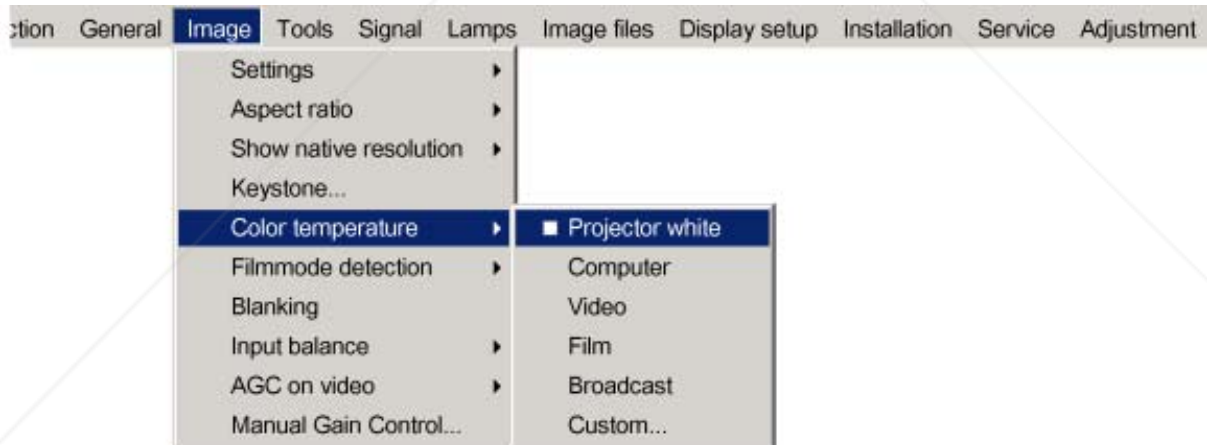 ction General Image Tools Signal Lamps Image files Display setup Installation Service Adjustment
Settings
Aspect ratio
Show native resolution
Keystone...
Color temperature
Projector white
Filmmode detection
Computer
Blanking
Video
Input balance
Film
AGC on video
Broadcast
Manual Gain Control...
Custom...